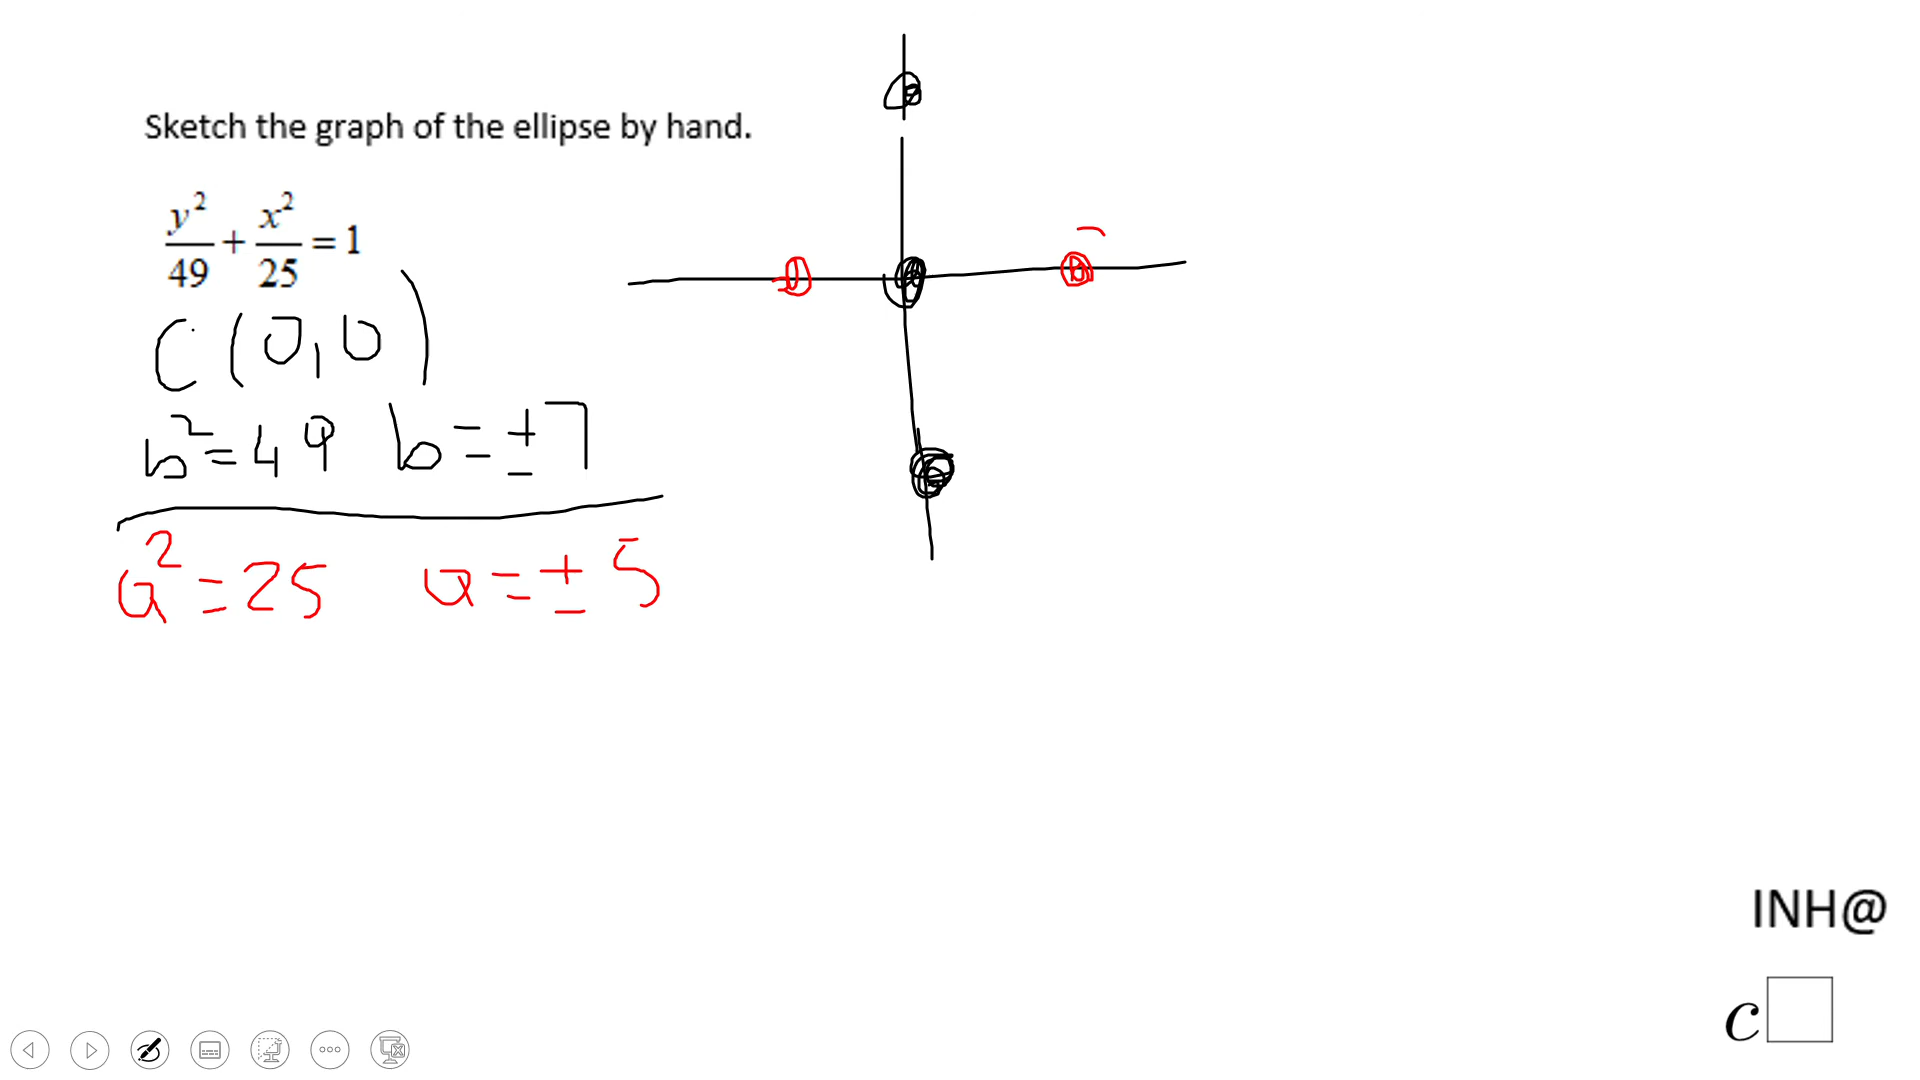 Sketch the graph of the ellipse by hand.
y²/49 + x²/25 = 1
C (0,0)
b² = 49 b = ±7
a² = 25 a = ± 5
INH@
c